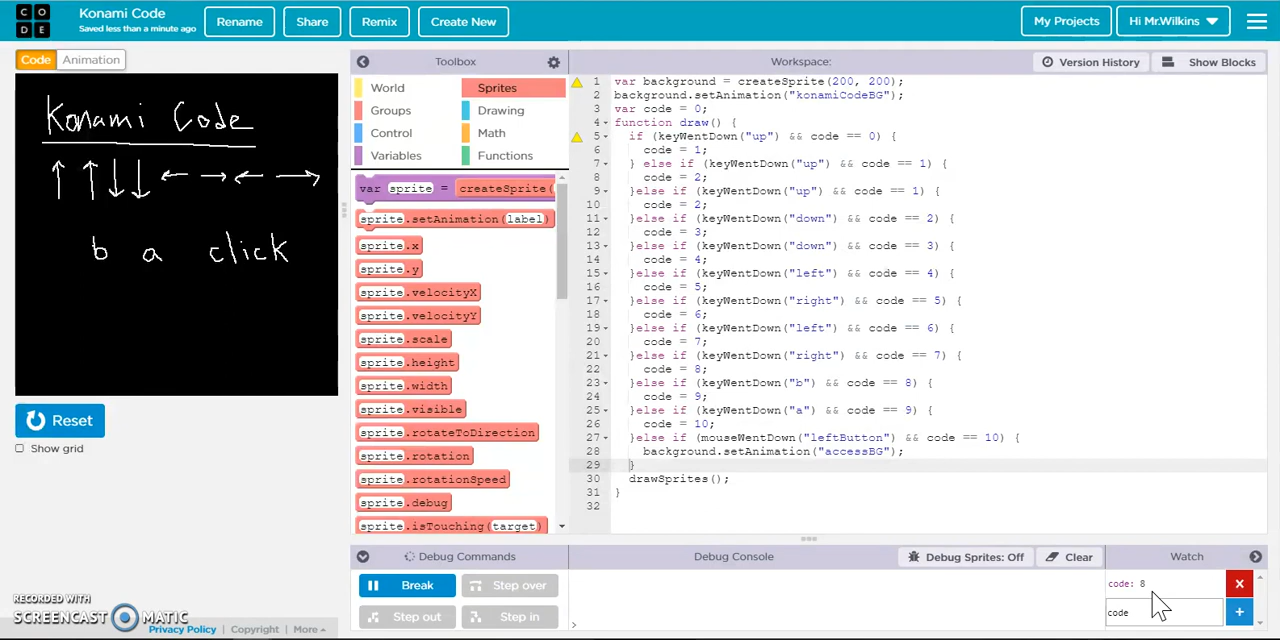 CODE
Konami Code
Saved less than a minute ago
Rename
Share
Remix
Create New
My Projects
Hi Mr.Wilkins
Code
Animation
Konami Code
↑ ↑ ↓ ↓ ← → ← →
b a click
Reset
Show grid
RECORDED WITH
SCREENCAST MATIC
Privacy Policy | Copyright | More
Toolbox
World
Sprites
Groups
Drawing
Control
Math
Variables
Functions
var sprite = createSprite(
sprite.setAnimation(label)
sprite.x
sprite.y
sprite.velocityX
sprite.velocityY
sprite.scale
sprite.height
sprite.width
sprite.visible
sprite.rotateToDirection
sprite.rotation
sprite.rotationSpeed
sprite.debug
sprite.isTouching(target)
Workspace:
Version History
Show Blocks
1 var background = createSprite(200, 200);
2 background.setAnimation("konamiCodeBG");
3 var code = 0;
4 function draw() {
5 if (keyWentDown("up") && code == 0) {
6 code = 1;
7 } else if (keyWentDown("up") && code == 1) {
8 code = 2;
9 }else if (keyWentDown("up") && code == 1) {
10 code = 2;
11 }else if (keyWentDown("down") && code == 2) {
12 code = 3;
13 }else if (keyWentDown("down") && code == 3) {
14 code = 4;
15 }else if (keyWentDown("left") && code == 4) {
16 code = 5;
17 }else if (keyWentDown("right") && code == 5) {
18 code = 6;
19 }else if (keyWentDown("left") && code == 6) {
20 code = 7;
21 }else if (keyWentDown("right") && code == 7) {
22 code = 8;
23 }else if (keyWentDown("b") && code == 8) {
24 code = 9;
25 }else if (keyWentDown("a") && code == 9) {
26 code = 10;
27 }else if (mouseWentDown("leftButton") && code == 10) {
28 background.setAnimation("accessBG");
29 }
30 drawSprites();
31 }
32
Debug Commands
Break
Step over
Step out
Step in
Debug Console
Debug Sprites: Off
Clear
>
Watch
code: 8
code